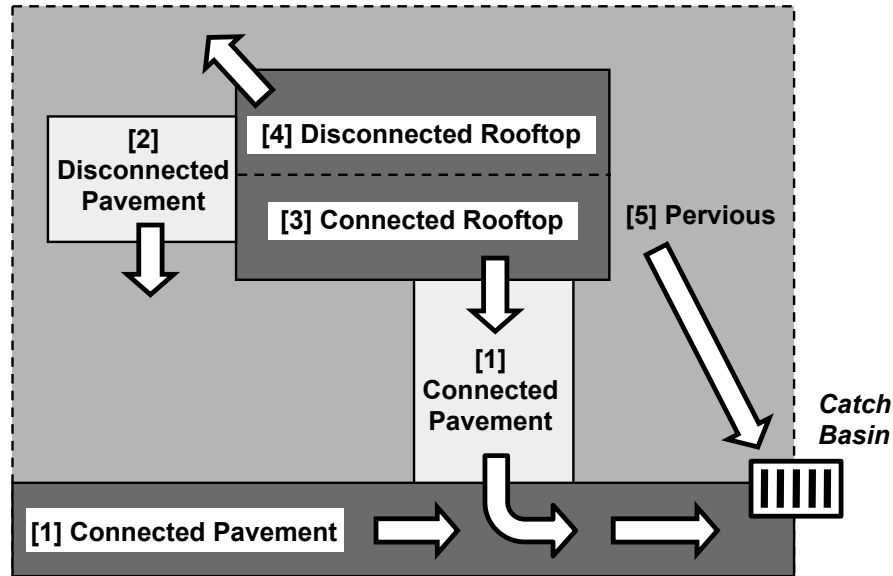 [2]
Disconnected
Pavement
[4] Disconnected Rooftop
[3] Connected Rooftop
[5] Pervious
[1]
Connected
Pavement
Catch
Basin
[1] Connected Pavement